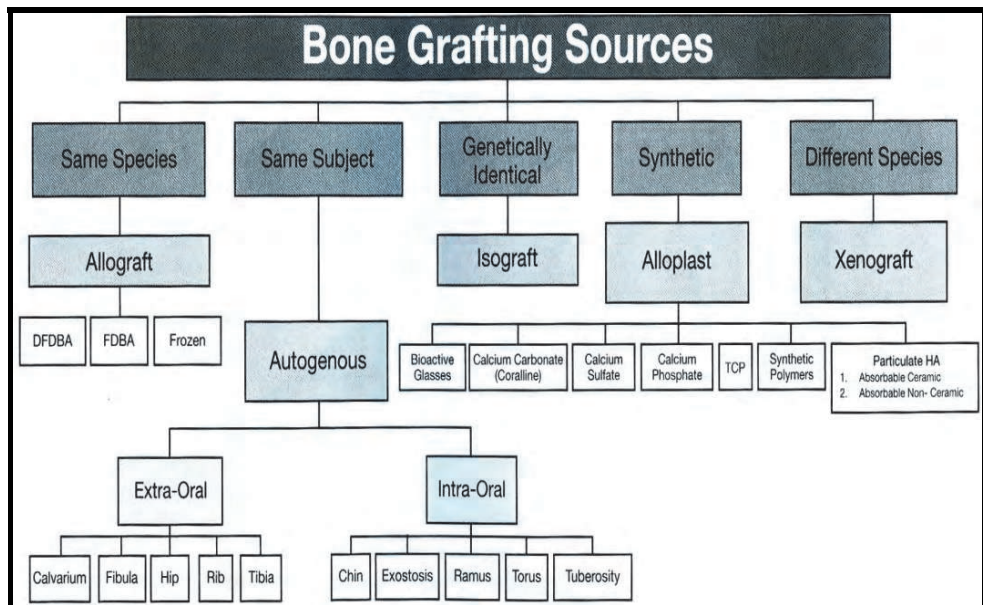 Bone Grafting Sources
Same Species
Same Subject
Genetically
Identical
Synthetic
Different Species
Allograft
Isograft
Alloplast
Xenograft
DFDBA
FDBA
Frozen
Autogenous
Bioactive
Glasses
Calcium Carbonate
(Coralline)
Calcium
Sulfate
Calcium
Phosphate
TCP
Synthetic
Polymers
Particulate HA
1. Absorbable Ceramic
2. Absorbable Non- Ceramic
Extra-Oral
Intra-Oral
Calvarium
Fibula
Hip
Rib
Tibia
Chin
Exostosis
Ramus
Torus
Tuberosity